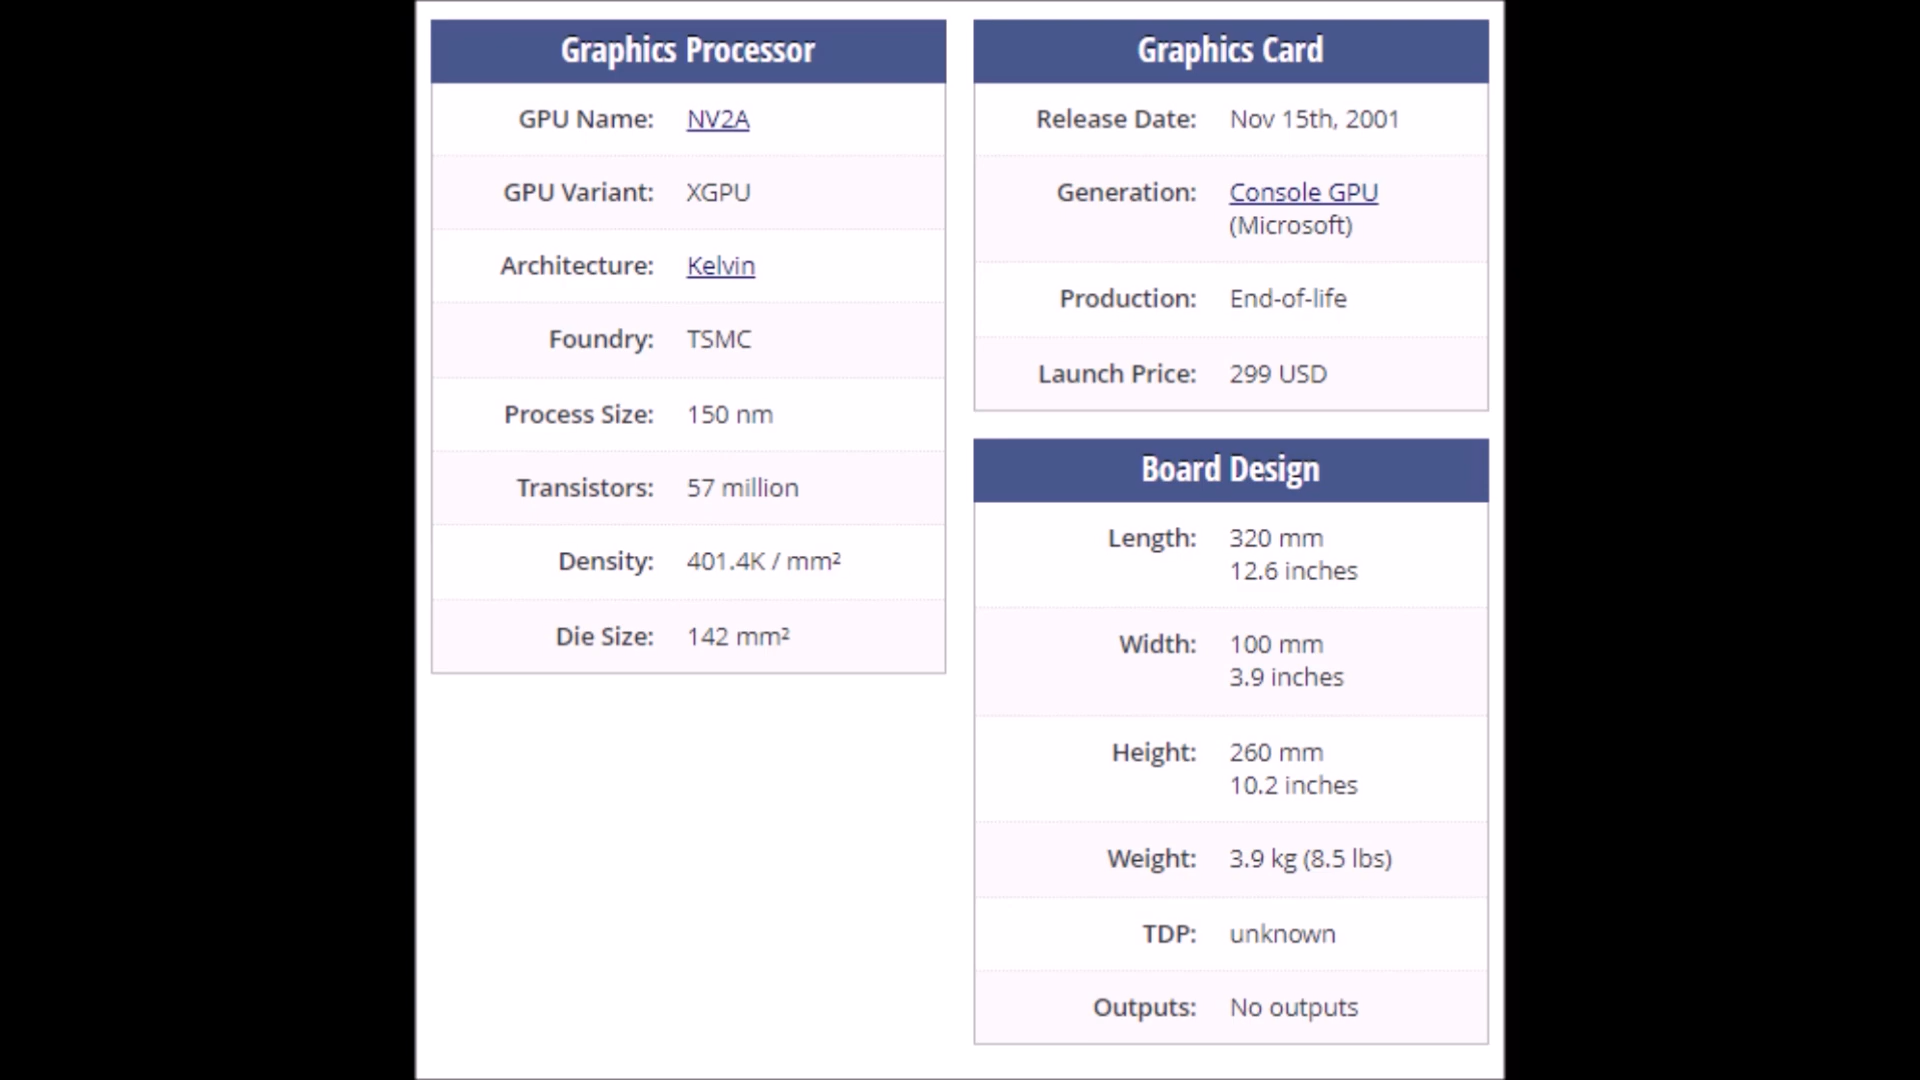 Graphics Processor
GPU Name: NV2A
GPU Variant: XGPU
Architecture: Kelvin
Foundry: TSMC
Process Size: 150 nm
Transistors: 57 million
Density: 401.4K / mm²
Die Size: 142 mm²
Graphics Card
Release Date: Nov 15th, 2001
Generation: Console GPU
(Microsoft)
Production: End-of-life
Launch Price: 299 USD
Board Design
Length: 320 mm
12.6 inches
Width: 100 mm
3.9 inches
Height: 260 mm
10.2 inches
Weight: 3.9 kg (8.5 lbs)
TDP: unknown
Outputs: No outputs